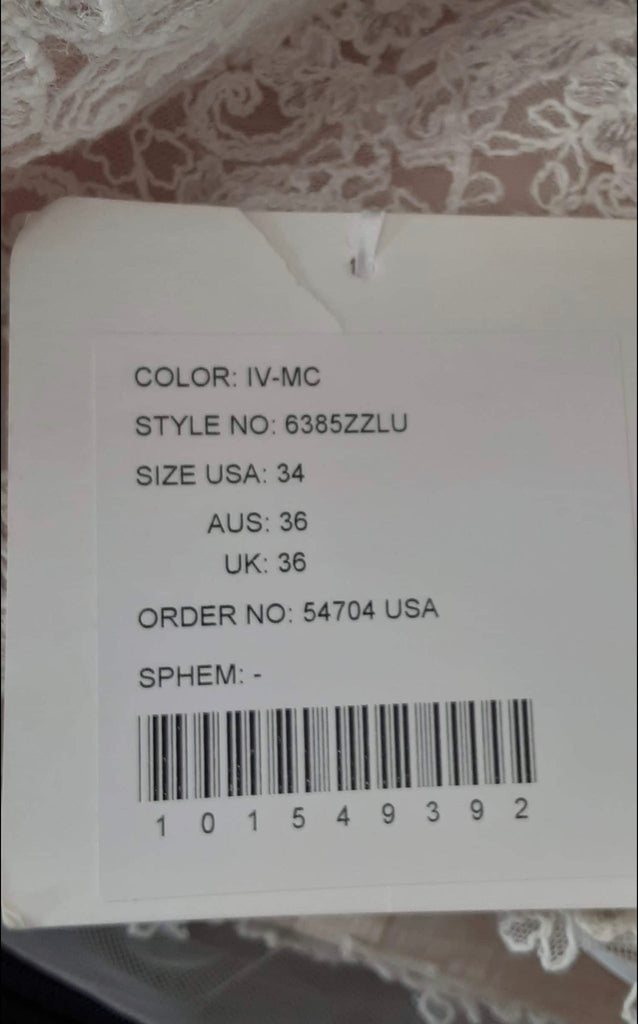 1
COLOR: IV-MC
STYLE NO: 6385ZZLU
SIZE USA: 34
AUS: 36
UK: 36
ORDER NO: 54704 USA
SPHEM: -
1 0 1 5 4 9 3 9 2